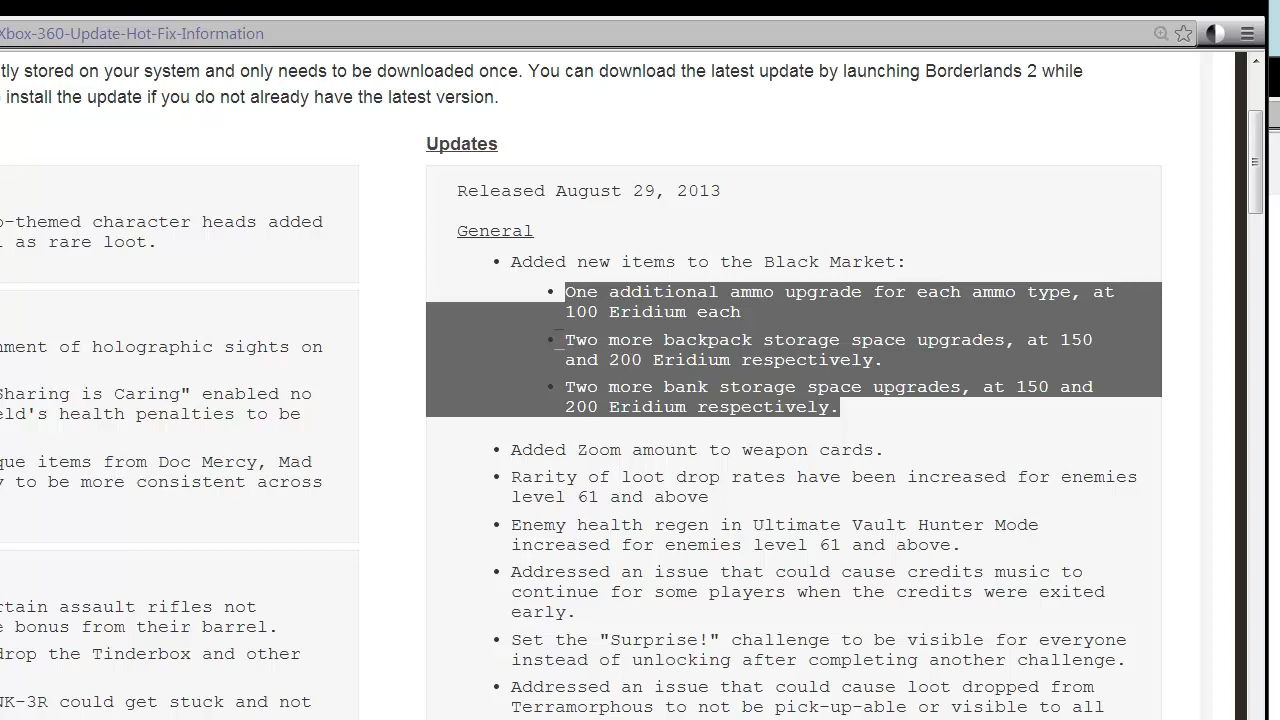 Xbox-360-Update-Hot-Fix-Information
tly stored on your system and only needs to be downloaded once. You can download the latest update by launching Borderlands 2 while
install the update if you do not already have the latest version.
-themed character heads added
as rare loot.
nment of holographic sights on
Sharing is Caring" enabled no
eld's health penalties to be
que items from Doc Mercy, Mad
y to be more consistent across
rtain assault rifles not
e bonus from their barrel.
drop the Tinderbox and other
NK-3R could get stuck and not
Updates
Released August 29, 2013
General
• Added new items to the Black Market:
• One additional ammo upgrade for each ammo type, at
100 Eridium each
• Two more backpack storage space upgrades, at 150
and 200 Eridium respectively.
• Two more bank storage space upgrades, at 150 and
200 Eridium respectively.
• Added Zoom amount to weapon cards.
• Rarity of loot drop rates have been increased for enemies
level 61 and above
• Enemy health regen in Ultimate Vault Hunter Mode
increased for enemies level 61 and above.
• Addressed an issue that could cause credits music to
continue for some players when the credits were exited
early.
• Set the "Surprise!" challenge to be visible for everyone
instead of unlocking after completing another challenge.
• Addressed an issue that could cause loot dropped from
Terramorphous to not be pick-up-able or visible to all